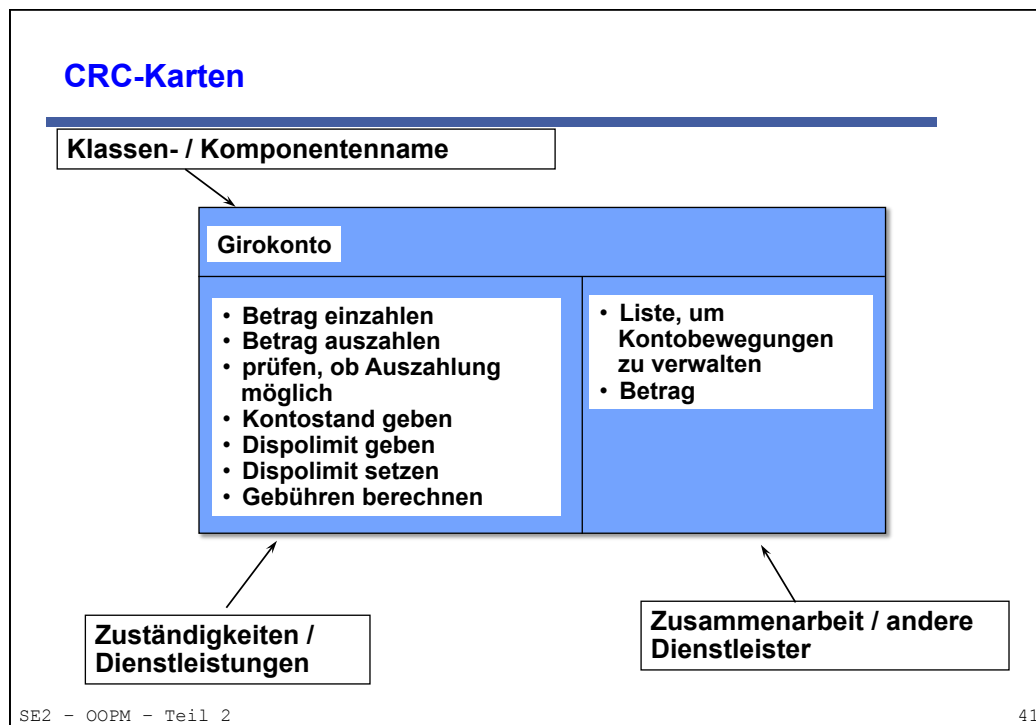 CRC-Karten
Klassen- / Komponentenname
Girokonto
• Betrag einzahlen
• Betrag auszahlen
• prüfen, ob Auszahlung
möglich
• Kontostand geben
• Dispolimit geben
• Dispolimit setzen
• Gebühren berechnen
• Liste, um
Kontobewegungen
zu verwalten
• Betrag
Zuständigkeiten /
Dienstleistungen
Zusammenarbeit / andere
Dienstleister
SE2 – OOPM – Teil 2
41